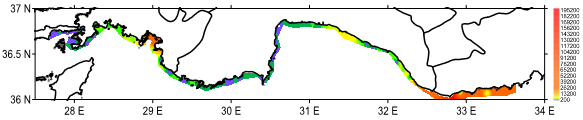 37 N
36.5 N
36 N
28 E
29 E
30 E
31 E
32 E
33 E
34 E
195200
182200
169200
156200
143200
130200
117200
104200
91200
78200
65200
52200
39200
26200
13200
200